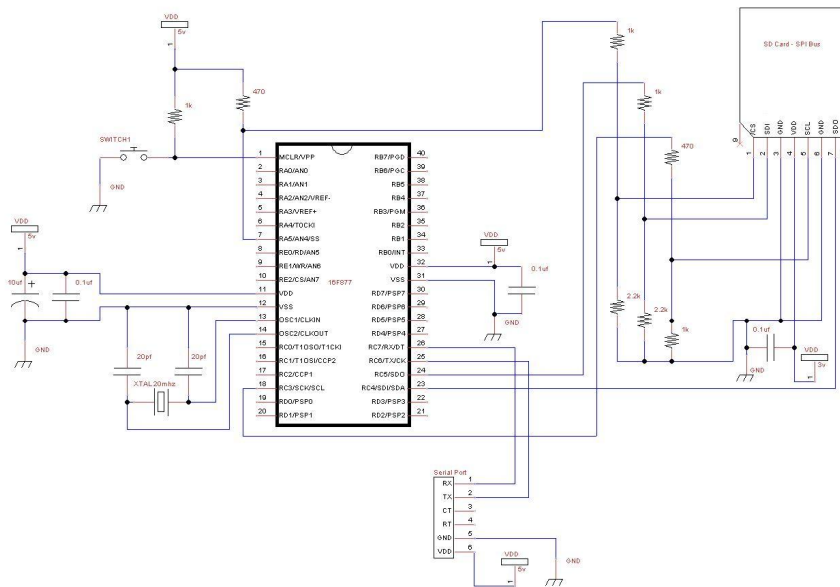 VDD
5v
1
1k
470
SWITCH1
GND
1k
1k
470
2.2k
2.2k
1k
SD Card - SPI Bus
/CS
SDI
GND
VDD
SCL
GND
SDO
9
1
2
3
4
5
6
7
16F877
1 MCLR/VPP
2 RA0/AN0
3 RA1/AN1
4 RA2/AN2/VREF-
5 RA3/VREF+
6 RA4/TOCKI
7 RA5/AN4/SS
8 RE0/RD/AN5
9 RE1/WR/AN6
10 RE2/CS/AN7
11 VDD
12 VSS
13 OSC1/CLKIN
14 OSC2/CLKOUT
15 RC0/T1OSO/T1CKI
16 RC1/T1OSI/CCP2
17 RC2/CCP1
18 RC3/SCK/SCL
19 RD0/PSP0
20 RD1/PSP1
RB7/PGD 40
RB6/PGC 39
RB5 38
RB4 37
RB3/PGM 36
RB2 35
RB1 34
RB0/INT 33
VDD 32
VSS 31
RD7/PSP7 30
RD6/PSP6 29
RD5/PSP5 28
RD4/PSP4 27
RC7/RX/DT 26
RC6/TX/CK 25
RC5/SDO 24
RC4/SDI/SDA 23
RD3/PSP3 22
RD2/PSP2 21
VDD
5v
1
10uf
+
0.1uf
GND
20pf
20pf
XTAL20mhz
VDD
5v
1
0.1uf
GND
0.1uf
GND
VDD
3v
1
Serial Port
RX 1
TX 2
CT 3
RT 4
GND 5
VDD 6
VDD
5v
1
GND